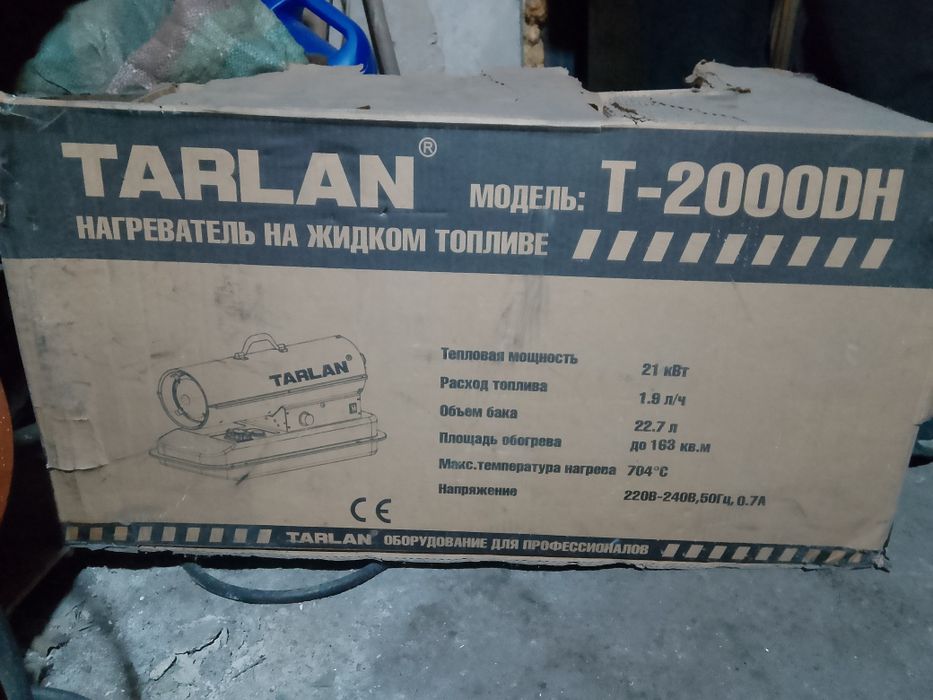 TARLAN®
МОДЕЛЬ: T-2000DH
НАГРЕВАТЕЛЬ НА ЖИДКОМ ТОПЛИВЕ
TARLAN®
Тепловая мощность 21 кВт
Расход топлива 1.9 л/ч
Объем бака 22.7 л
Площадь обогрева до 163 кв.м
Макс.температура нагрева 704°C
Напряжение 220В-240В,50Гц, 0.7А
CE
TARLAN® ОБОРУДОВАНИЕ ДЛЯ ПРОФЕССИОНАЛОВ